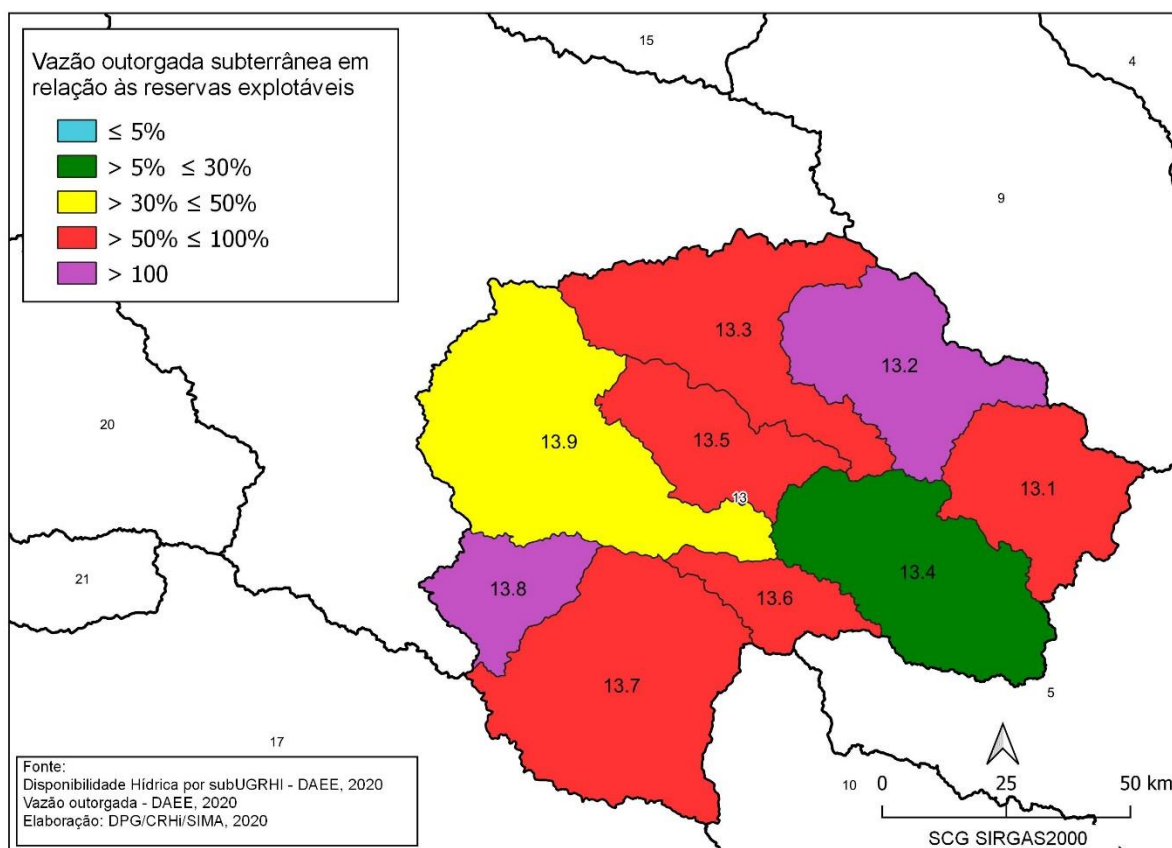 Vazão outorgada subterrânea em
relação às reservas explotáveis
≤ 5%
> 5% ≤ 30%
> 30% ≤ 50%
> 50% ≤ 100%
> 100
15
4
9
13.3
13.2
20
13.9
13.5
13
13.1
21
13.8
13.6
13.4
13.7
5
17
10
Fonte:
Disponibilidade Hídrica por subUGRHI - DAEE, 2020
Vazão outorgada - DAEE, 2020
Elaboração: DPG/CRHi/SIMA, 2020
0 25 50 km
SCG SIRGAS2000